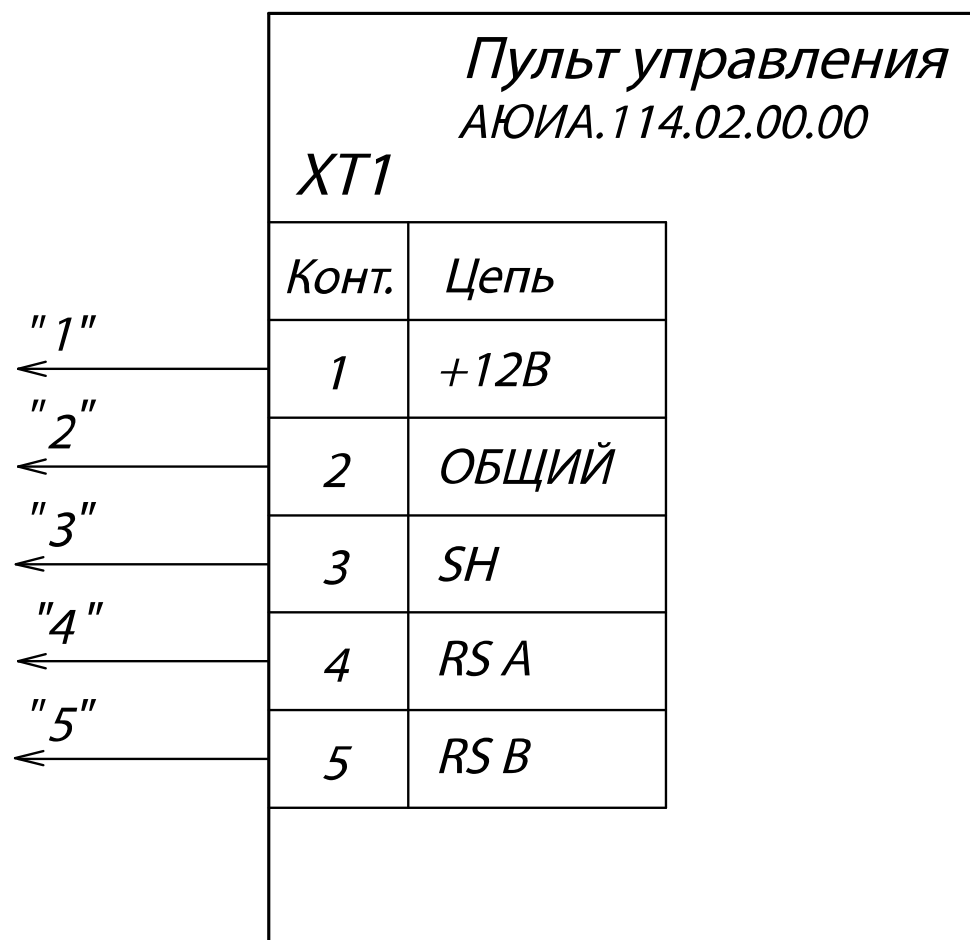 Пульт управления
АЮИА.114.02.00.00
XT1
Конт. Цепь
"1" 1 +12В
"2" 2 ОБЩИЙ
"3" 3 SH
"4" 4 RS A
"5" 5 RS B